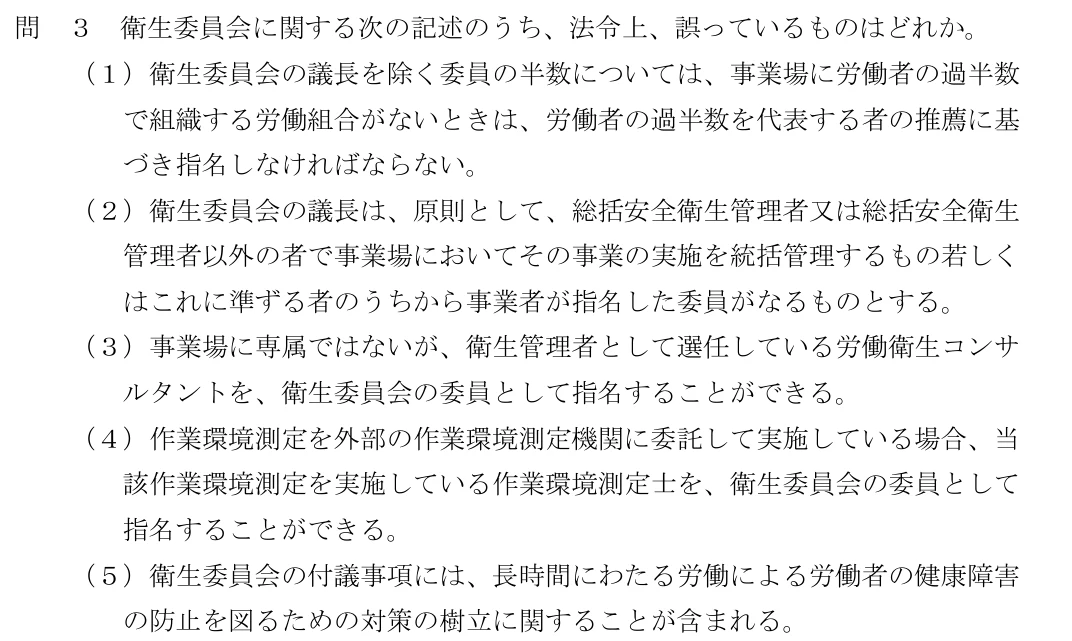 問　３　衛生委員会に関する次の記述のうち、法令上、誤っているものはどれか。
（１）衛生委員会の議長を除く委員の半数については、事業場に労働者の過半数
で組織する労働組合がないときは、労働者の過半数を代表する者の推薦に基
づき指名しなければならない。
（２）衛生委員会の議長は、原則として、総括安全衛生管理者又は総括安全衛生
管理者以外の者で事業場においてその事業の実施を統括管理するもの若しく
はこれに準ずる者のうちから事業者が指名した委員がなるものとする。
（３）事業場に専属ではないが、衛生管理者として選任している労働衛生コンサ
ルタントを、衛生委員会の委員として指名することができる。
（４）作業環境測定を外部の作業環境測定機関に委託して実施している場合、当
該作業環境測定を実施している作業環境測定士を、衛生委員会の委員として
指名することができる。
（５）衛生委員会の付議事項には、長時間にわたる労働による労働者の健康障害
の防止を図るための対策の樹立に関することが含まれる。